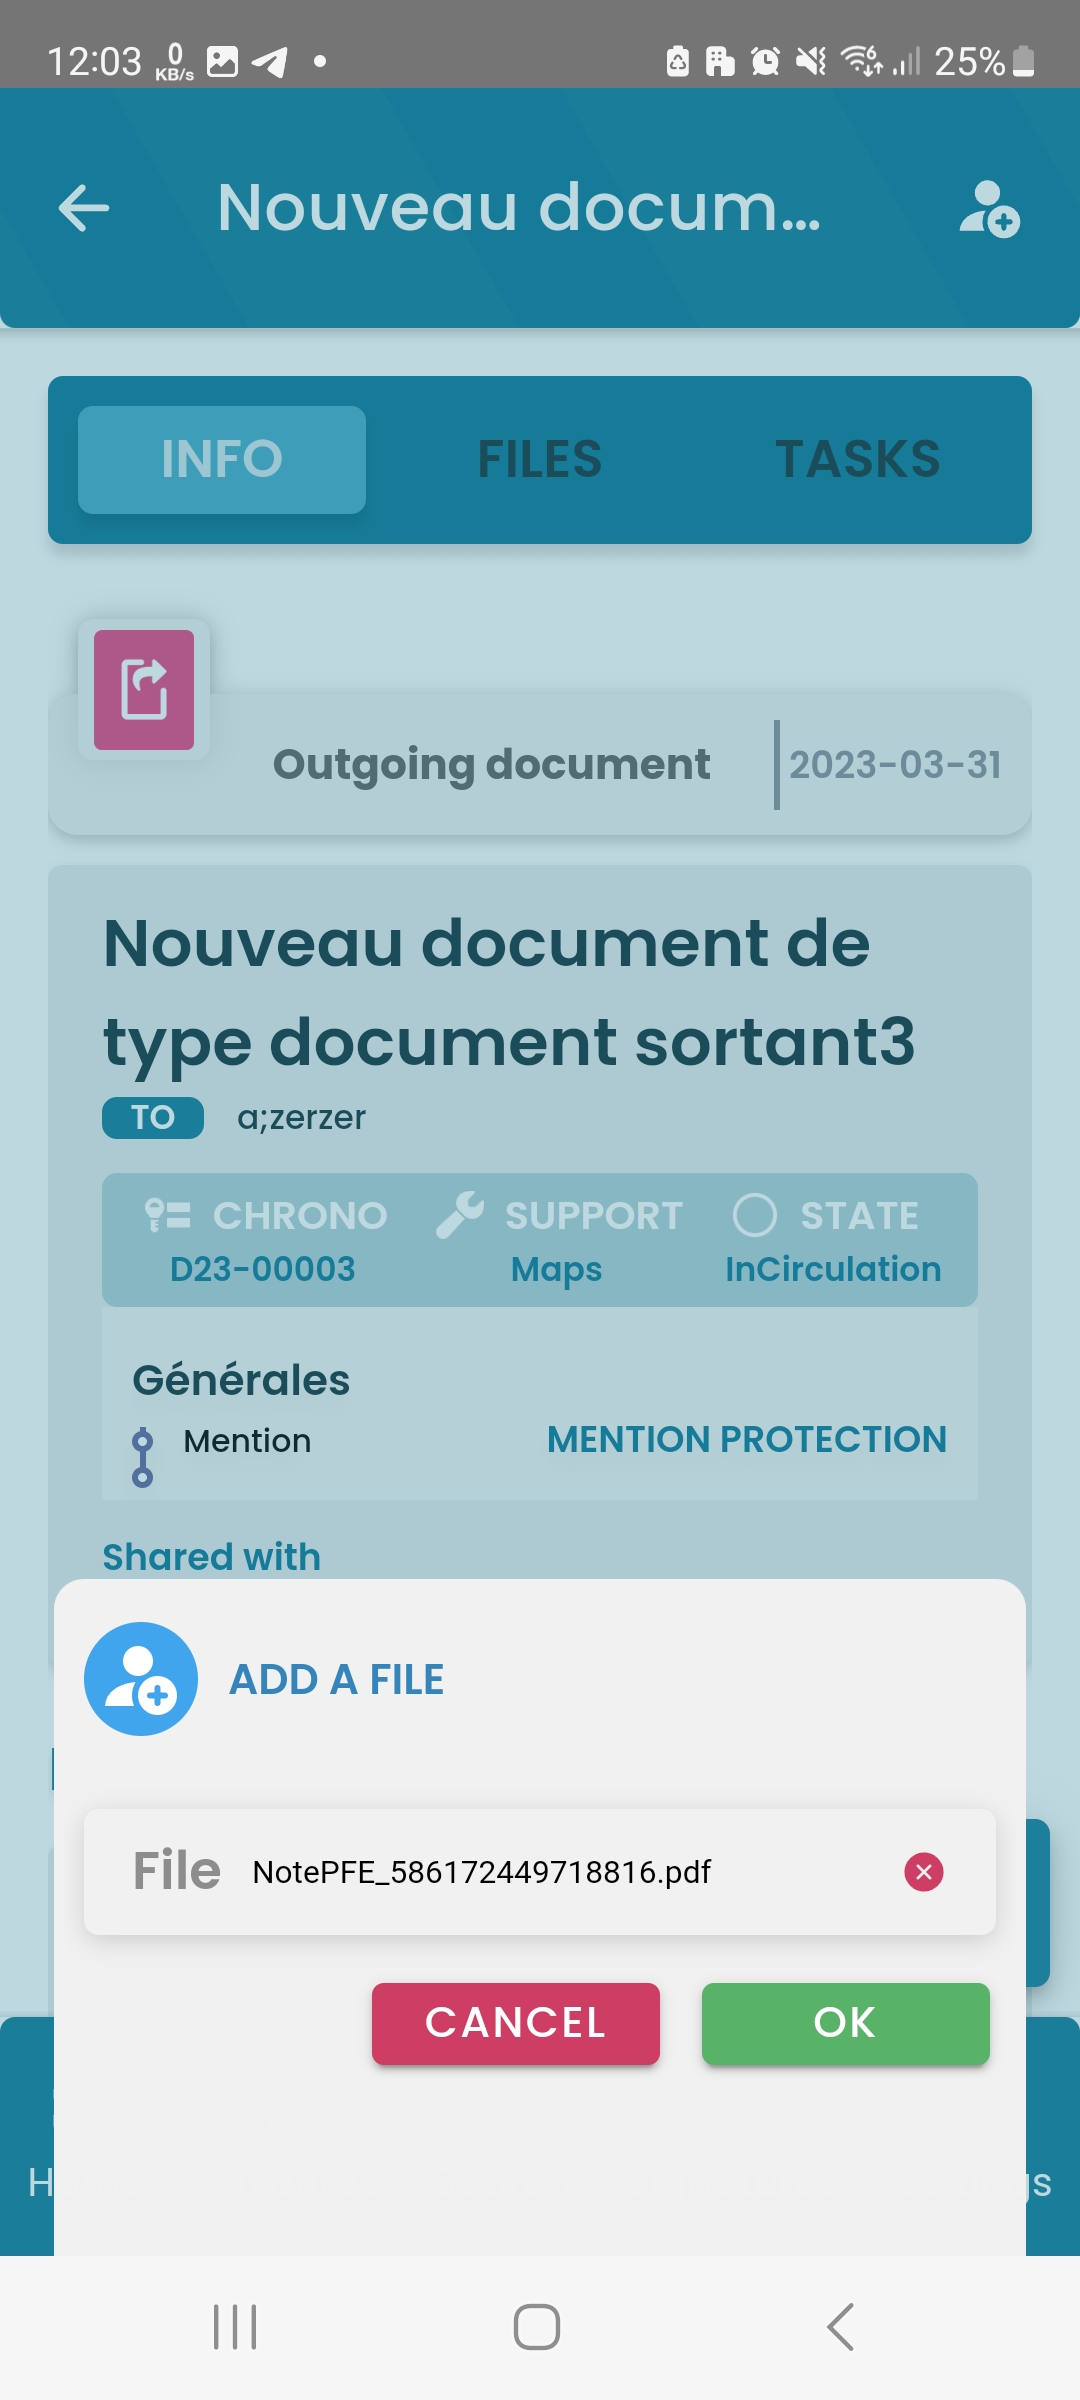 12:03 0 KB/s 6 25%
Nouveau docum...
INFO FILES TASKS
Outgoing document 2023-03-31
Nouveau document de
type document sortant3
TO a;zerzer
CHRONO SUPPORT STATE
D23-00003 Maps InCirculation
Générales
Mention MENTION PROTECTION
Shared with
ADD A FILE
File NotePFE_586172449718816.pdf
CANCEL OK